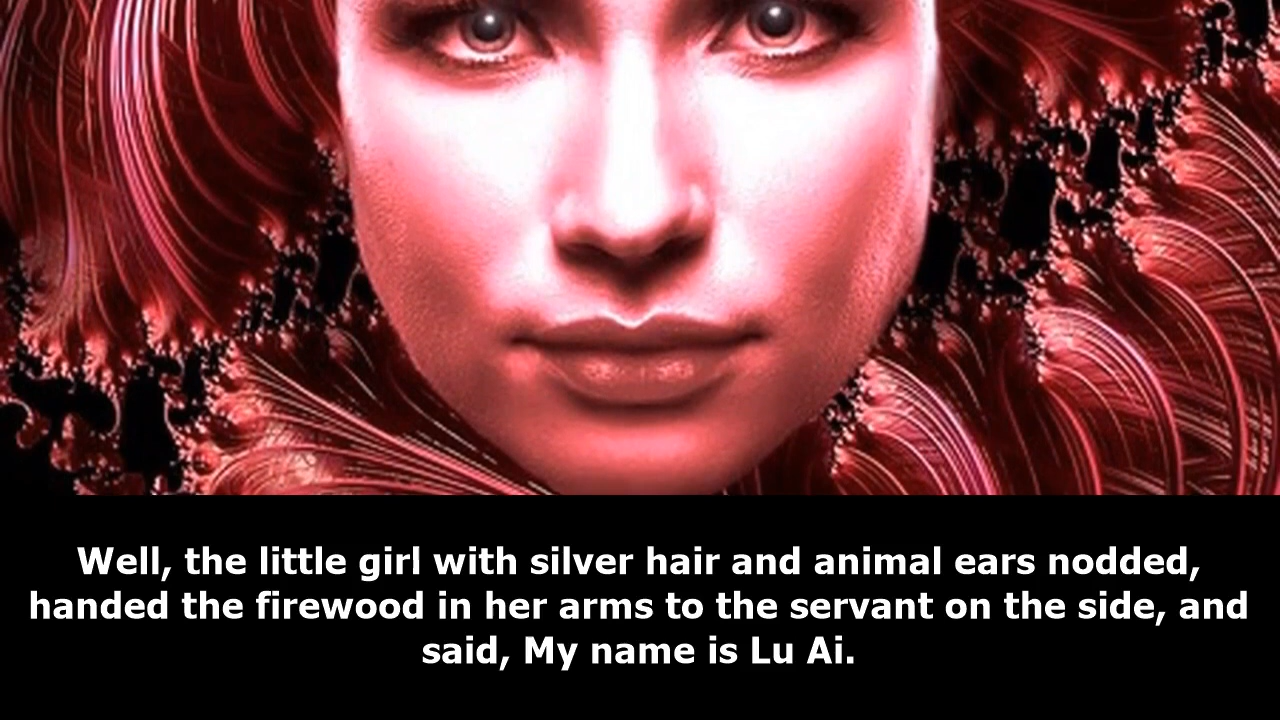 Well, the little girl with silver hair and animal ears nodded,
handed the firewood in her arms to the servant on the side, and
said, My name is Lu Ai.